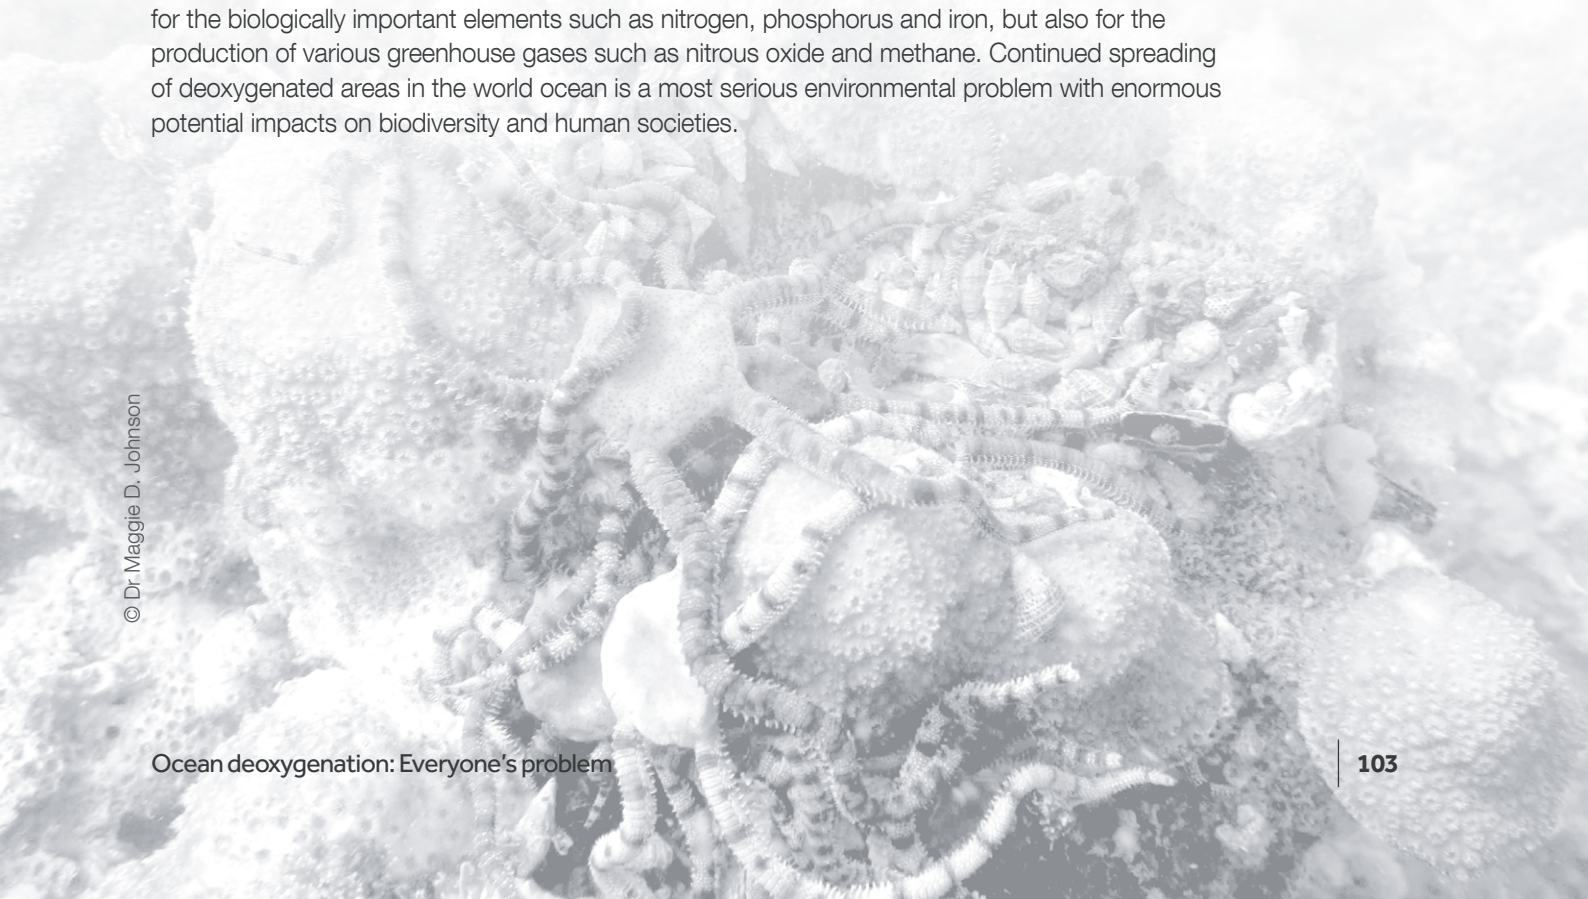 for the biologically important elements such as nitrogen, phosphorus and iron, but also for the
production of various greenhouse gases such as nitrous oxide and methane. Continued spreading
of deoxygenated areas in the world ocean is a most serious environmental problem with enormous
potential impacts on biodiversity and human societies.
© Dr Maggie D. Johnson
Ocean deoxygenation: Everyone's problem
103